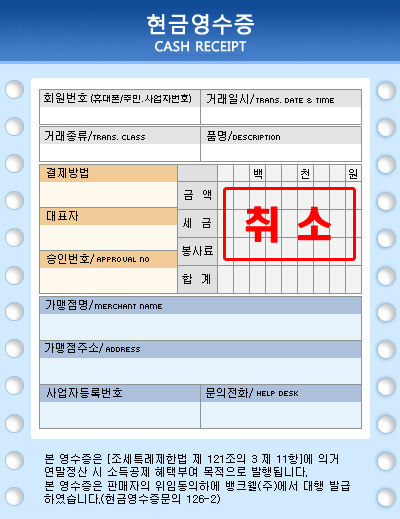 현금영수증
CASH RECEIPT
회원번호 (휴대폰/주민.사업자번호) 거래일시/TRANS. DATE & TIME
거래종류/TRANS. CLASS 품명/DESCRIPTION
결제방법 백 천 원
금 액
대표자 세 금
취소
봉사료
승인번호/APPROVAL NO
합 계
가맹점명/MERCHANT NAME
가맹점주소/ADDRESS
사업자등록번호 문의전화/HELP DESK
본 영수증은 [조세특례제한법 제 121조의 3 제 11항]에 의거
연말정산 시 소득공제 혜택부여 목적으로 발행됩니다.
본 영수증은 판매자의 위임동의하에 뱅크웰(주)에서 대행 발급
하였습니다.(현금영수증문의 126-2)